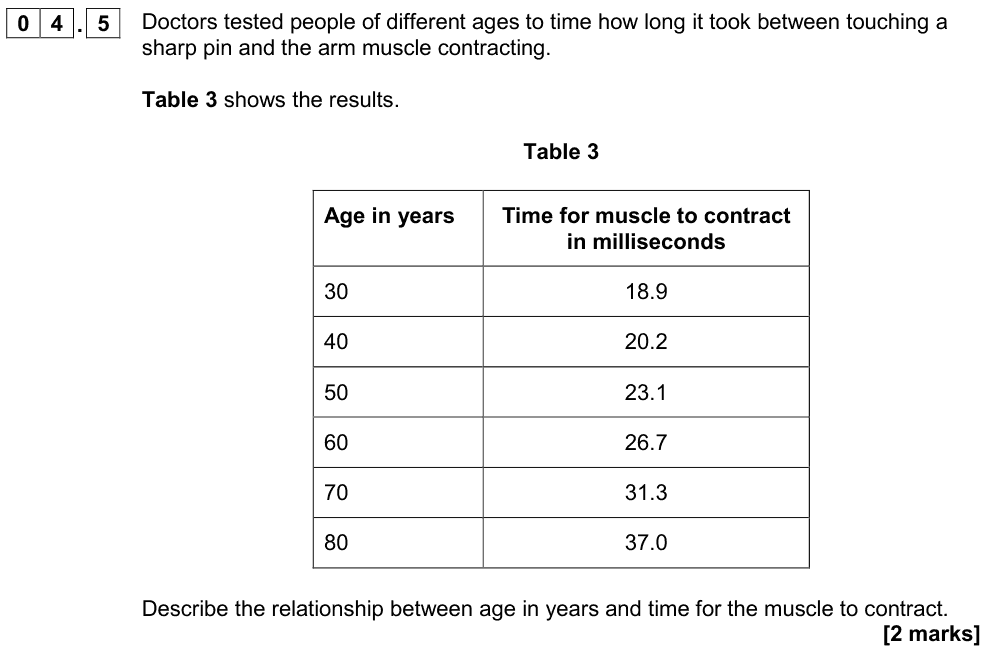 0 4 . 5 Doctors tested people of different ages to time how long it took between touching a
sharp pin and the arm muscle contracting.
Table 3 shows the results.
Table 3
Age in years Time for muscle to contract
in milliseconds
30 18.9
40 20.2
50 23.1
60 26.7
70 31.3
80 37.0
Describe the relationship between age in years and time for the muscle to contract.
[2 marks]